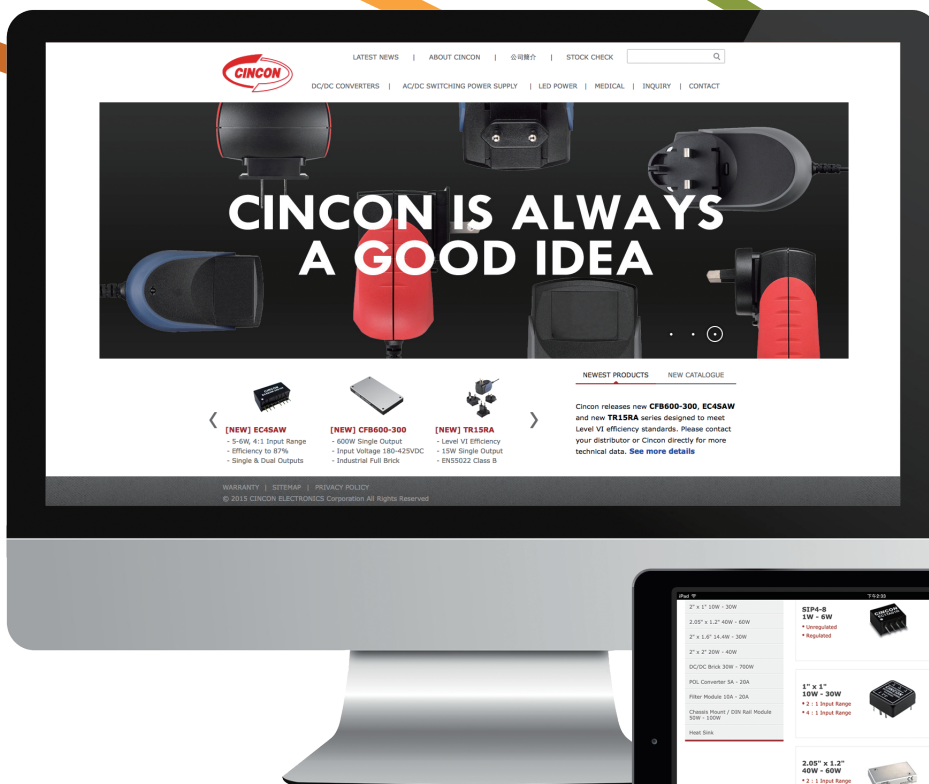 CINCON
LATEST NEWS | ABOUT CINCON | 公司簡介 | STOCK CHECK
DC/DC CONVERTERS | AC/DC SWITCHING POWER SUPPLY | LED POWER | MEDICAL | INQUIRY | CONTACT
CINCON IS ALWAYS
A GOOD IDEA
[NEW] EC4SAW
- 5-6W, 4:1 Input Range
- Efficiency to 87%
- Single & Dual Outputs
[NEW] CFB600-300
- 600W Single Output
- Input Voltage 180-425VDC
- Industrial Full Brick
[NEW] TR15RA
- Level VI Efficiency
- 15W Single Output
- EN55022 Class B
NEWEST PRODUCTS NEW CATALOGUE
Cincon releases new CFB600-300, EC4SAW
and new TR15RA series designed to meet
Level VI efficiency standards. Please contact
your distributor or Cincon directly for more
technical data. See more details
WARRANTY | SITEMAP | PRIVACY POLICY
© 2015 CINCON ELECTRONICS Corporation All Rights Reserved
iPad 下午2:33
2" x 1" 10W - 30W
2.05" x 1.2" 40W - 60W
2" x 1.6" 14.4W - 30W
2" x 2" 20W - 40W
DC/DC Brick 30W - 700W
POL Converter 5A - 20A
Filter Module 10A - 20A
Chassis Mount / DIN Rail Module
50W - 100W
Heat Sink
SIP4-8
1W - 6W
• Unregulated
• Regulated
CINCON
1" x 1"
10W - 30W
• 2 : 1 Input Range
• 4 : 1 Input Range
2.05" x 1.2"
40W - 60W
• 2 : 1 Input Range